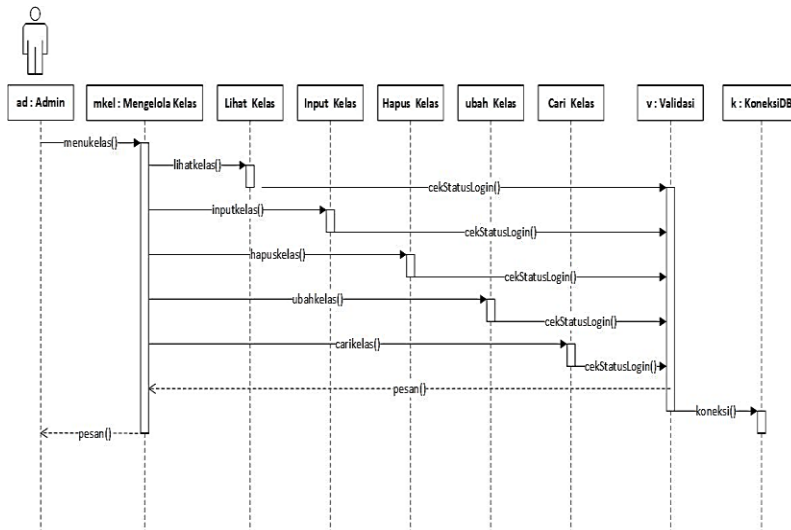 ad : Admin
mkel : Mengelola Kelas
Lihat Kelas
Input Kelas
Hapus Kelas
ubah Kelas
Cari Kelas
v : Validasi
k : KoneksiDB
menukelas()
lihatkelas()
cekStatusLogin()
inputkelas()
cekStatusLogin()
hapuskelas()
cekStatusLogin()
ubahkelas()
cekStatusLogin()
carikelas()
cekStatusLogin()
pesan()
koneksi()
pesan()